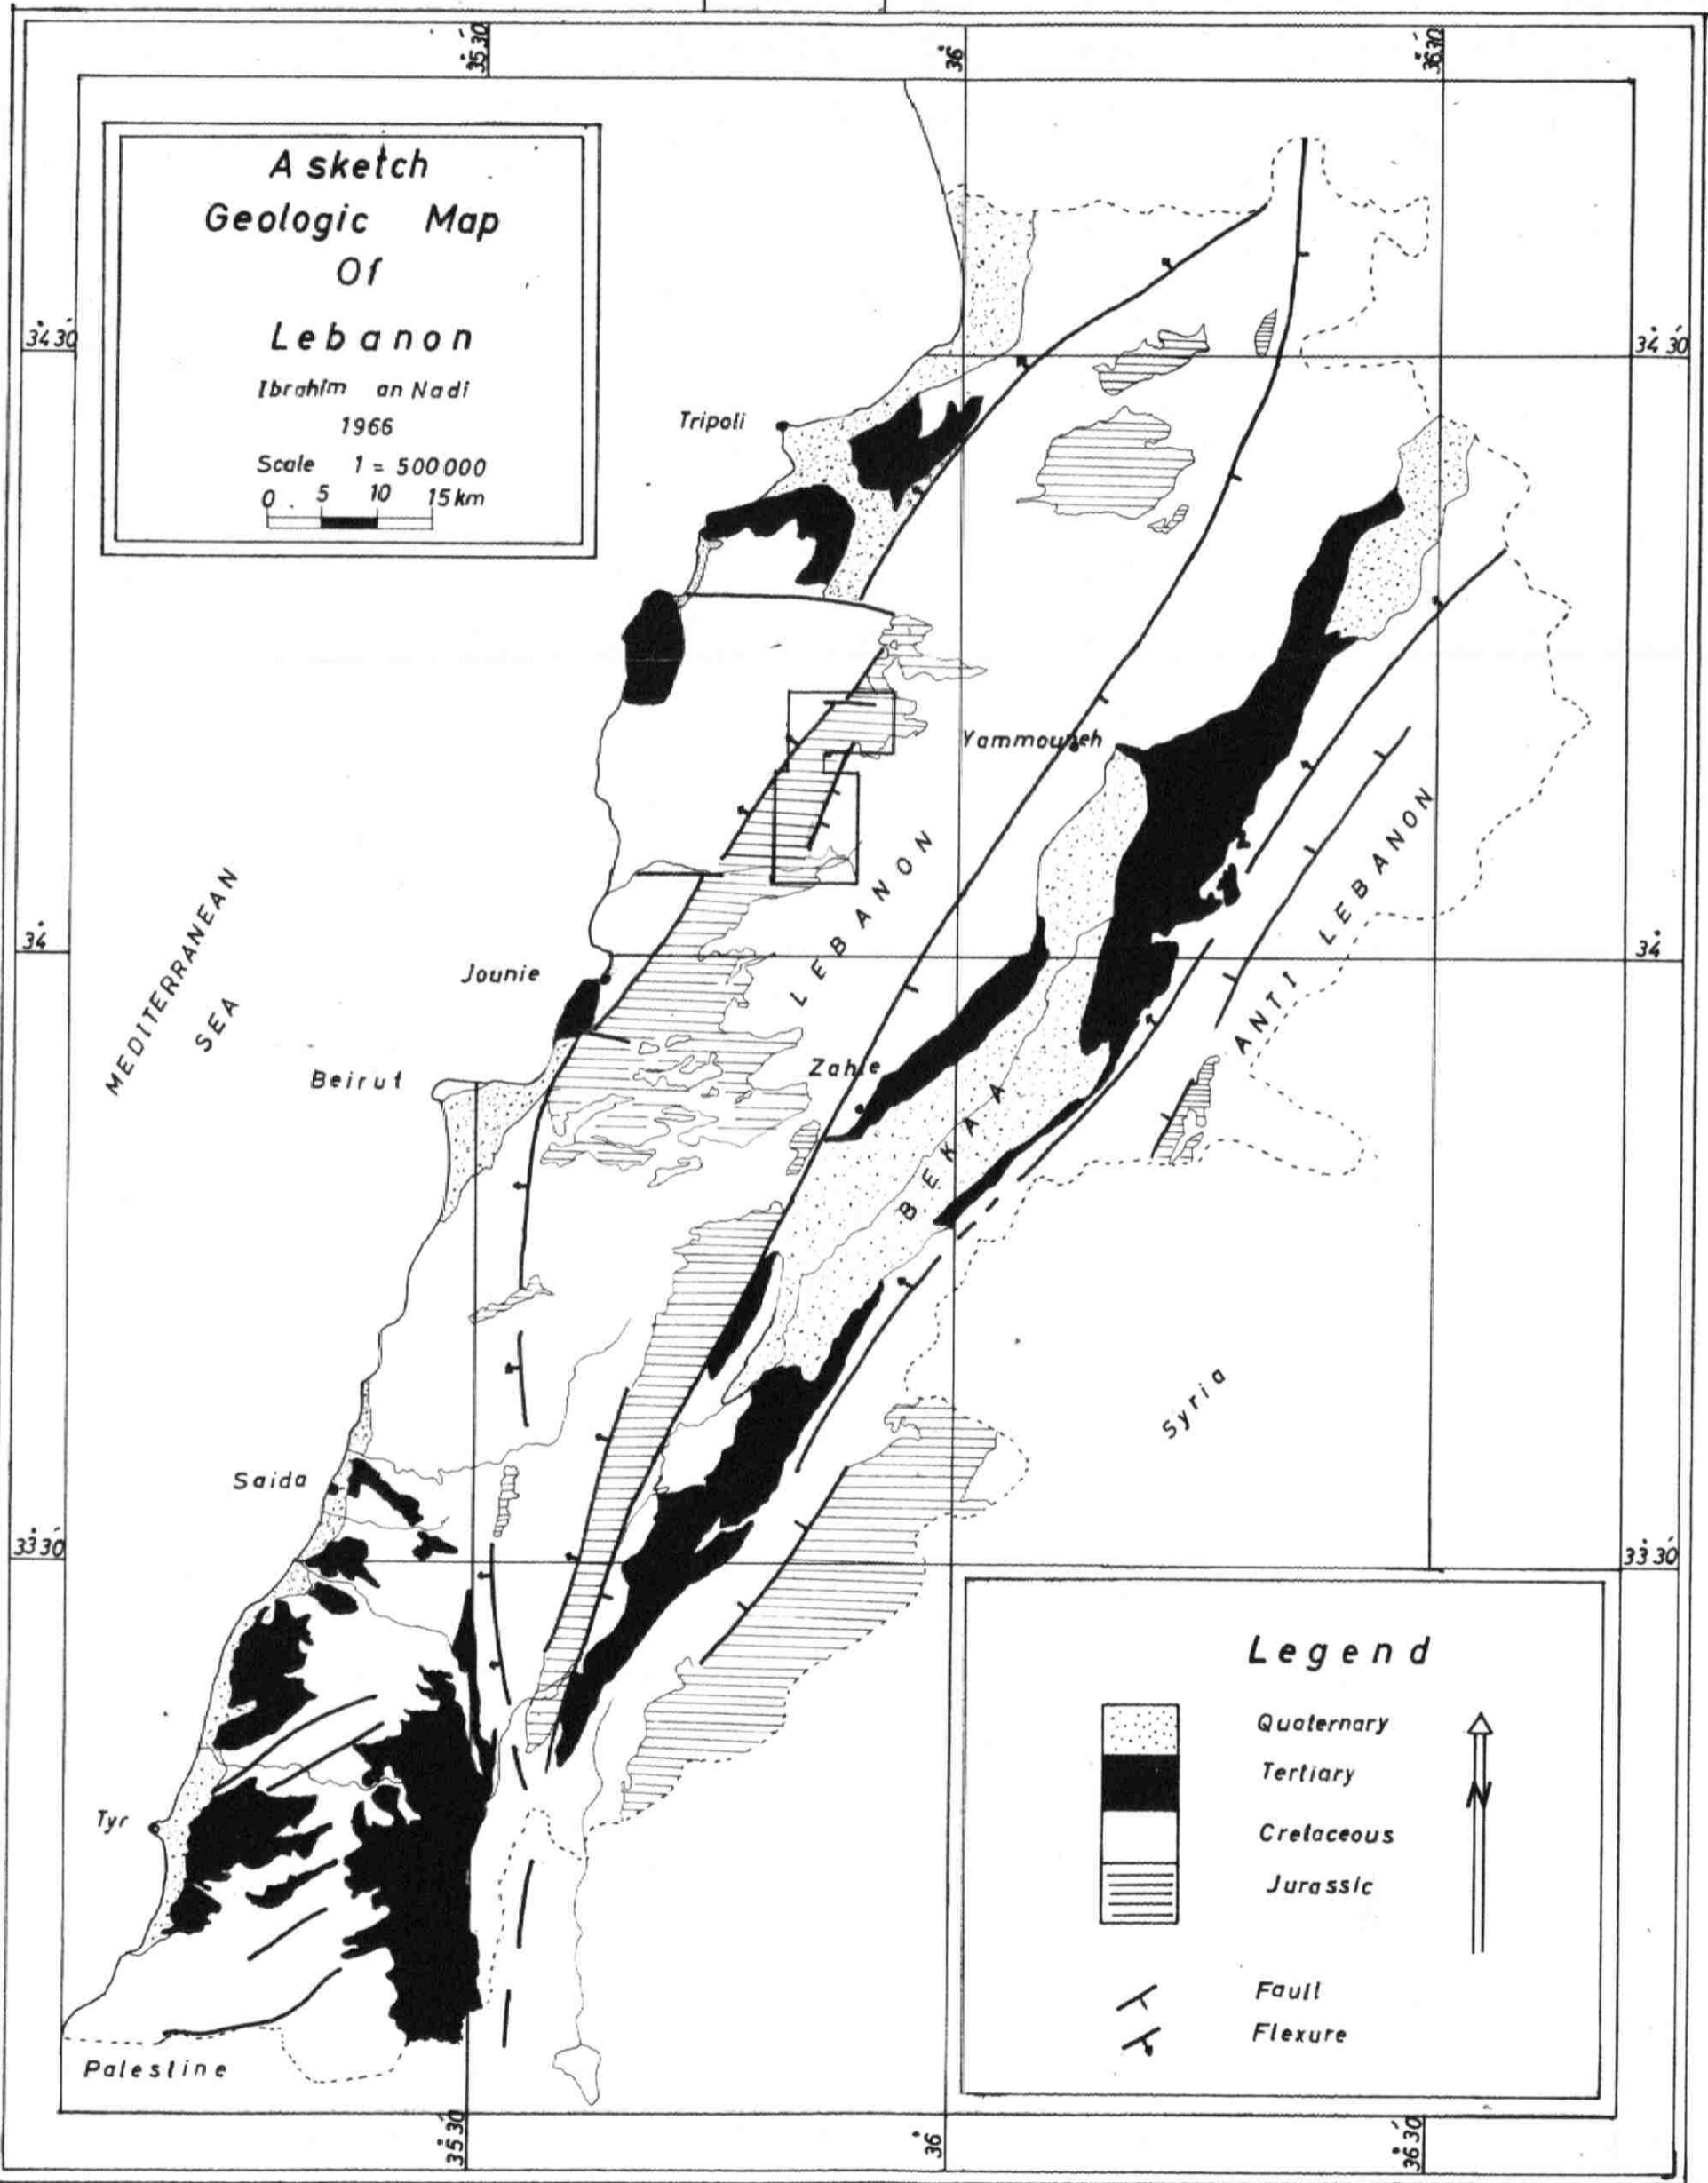 35°30'
36°
36°30'
A sketch
Geologic Map
Of
Lebanon
Ibrahim an Nadi
1966
Scale 1 = 500 000
0 5 10 15 km
34°30'
34°30'
Tripoli
Yammouneh
LEBANON
ANTI LEBANON
MEDITERRANEAN
SEA
34°
34°
Jounie
Zahle
Beirut
BEKAA
Syria
Saida
33°30'
33°30'
Legend
Quaternary
Tertiary
Cretaceous
Jurassic
Fault
Flexure
N
Tyr
Palestine
35°30'
36°
36°30'